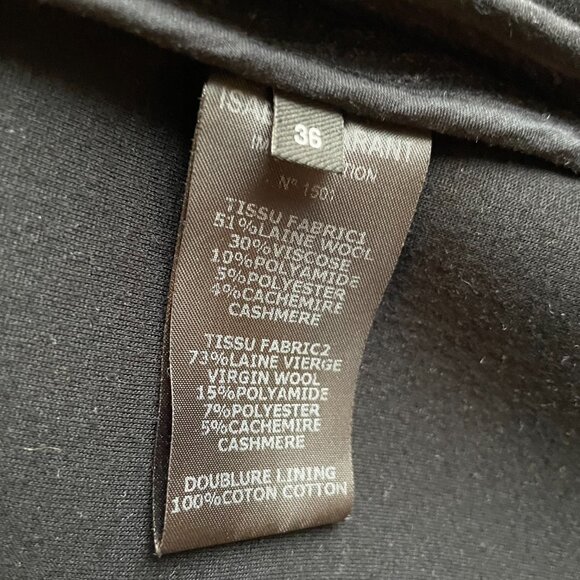 36
N° 1501
TISSU FABRIC1
51%LAINE WOOL
30%VISCOSE
10%POLYAMIDE
5%POLYESTER
4%CACHEMIRE
CASHMERE
TISSU FABRIC2
73%LAINE VIERGE
VIRGIN WOOL
15%POLYAMIDE
7%POLYESTER
5%CACHEMIRE
CASHMERE
DOUBLURE LINING
100%COTON COTTON